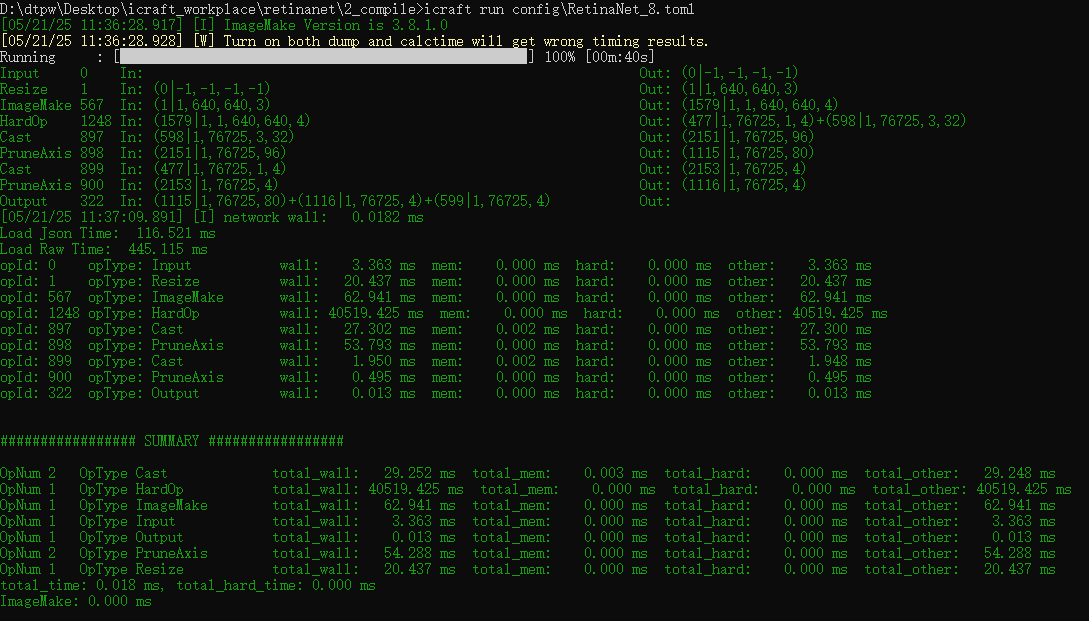 D:\dtpw\Desktop\icraft_workplace\retinanet\2_compile>icraft run config\RetinaNet_8.toml
[05/21/25 11:36:28.917] [I] ImageMake Version is 3.8.1.0
[05/21/25 11:36:28.928] [W] Turn on both dump and calctime will get wrong timing results.
Running     : [                                                  ] 100% [00m:40s]
Input     0    In:                                                              Out: (0|-1,-1,-1,-1)
Resize    1    In: (0|-1,-1,-1,-1)                                              Out: (1|1,640,640,3)
ImageMake 567  In: (1|1,640,640,3)                                              Out: (1579|1,1,640,640,4)
HardOp    1248 In: (1579|1,1,640,640,4)                                         Out: (477|1,76725,1,4)+(598|1,76725,3,32)
Cast      897  In: (598|1,76725,3,32)                                           Out: (2151|1,76725,96)
PruneAxis 898  In: (2151|1,76725,96)                                            Out: (1115|1,76725,80)
Cast      899  In: (477|1,76725,1,4)                                            Out: (2153|1,76725,4)
PruneAxis 900  In: (2153|1,76725,4)                                             Out: (1116|1,76725,4)
Output    322  In: (1115|1,76725,80)+(1116|1,76725,4)+(599|1,76725,4)           Out:
[05/21/25 11:37:09.891] [I] network wall:   0.0182 ms
Load Json Time:  116.521 ms
Load Raw Time:  445.115 ms
opId: 0    opType: Input           wall:    3.363 ms  mem:    0.000 ms  hard:    0.000 ms  other:    3.363 ms
opId: 1    opType: Resize          wall:   20.437 ms  mem:    0.000 ms  hard:    0.000 ms  other:   20.437 ms
opId: 567  opType: ImageMake       wall:   62.941 ms  mem:    0.000 ms  hard:    0.000 ms  other:   62.941 ms
opId: 1248 opType: HardOp          wall: 40519.425 ms  mem:    0.000 ms  hard:    0.000 ms  other: 40519.425 ms
opId: 897  opType: Cast            wall:   27.302 ms  mem:    0.002 ms  hard:    0.000 ms  other:   27.300 ms
opId: 898  opType: PruneAxis       wall:   53.793 ms  mem:    0.000 ms  hard:    0.000 ms  other:   53.793 ms
opId: 899  opType: Cast            wall:    1.950 ms  mem:    0.002 ms  hard:    0.000 ms  other:    1.948 ms
opId: 900  opType: PruneAxis       wall:    0.495 ms  mem:    0.000 ms  hard:    0.000 ms  other:    0.495 ms
opId: 322  opType: Output          wall:    0.013 ms  mem:    0.000 ms  hard:    0.000 ms  other:    0.013 ms
################# SUMMARY #################
OpNum 2   OpType Cast             total_wall:   29.252 ms  total_mem:    0.003 ms  total_hard:    0.000 ms  total_other:   29.248 ms
OpNum 1   OpType HardOp           total_wall: 40519.425 ms  total_mem:    0.000 ms  total_hard:    0.000 ms  total_other: 40519.425 ms
OpNum 1   OpType ImageMake        total_wall:   62.941 ms  total_mem:    0.000 ms  total_hard:    0.000 ms  total_other:   62.941 ms
OpNum 1   OpType Input            total_wall:    3.363 ms  total_mem:    0.000 ms  total_hard:    0.000 ms  total_other:    3.363 ms
OpNum 1   OpType Output           total_wall:    0.013 ms  total_mem:    0.000 ms  total_hard:    0.000 ms  total_other:    0.013 ms
OpNum 2   OpType PruneAxis        total_wall:   54.288 ms  total_mem:    0.000 ms  total_hard:    0.000 ms  total_other:   54.288 ms
OpNum 1   OpType Resize           total_wall:   20.437 ms  total_mem:    0.000 ms  total_hard:    0.000 ms  total_other:   20.437 ms
total_time: 0.018 ms, total_hard_time: 0.000 ms
ImageMake: 0.000 ms